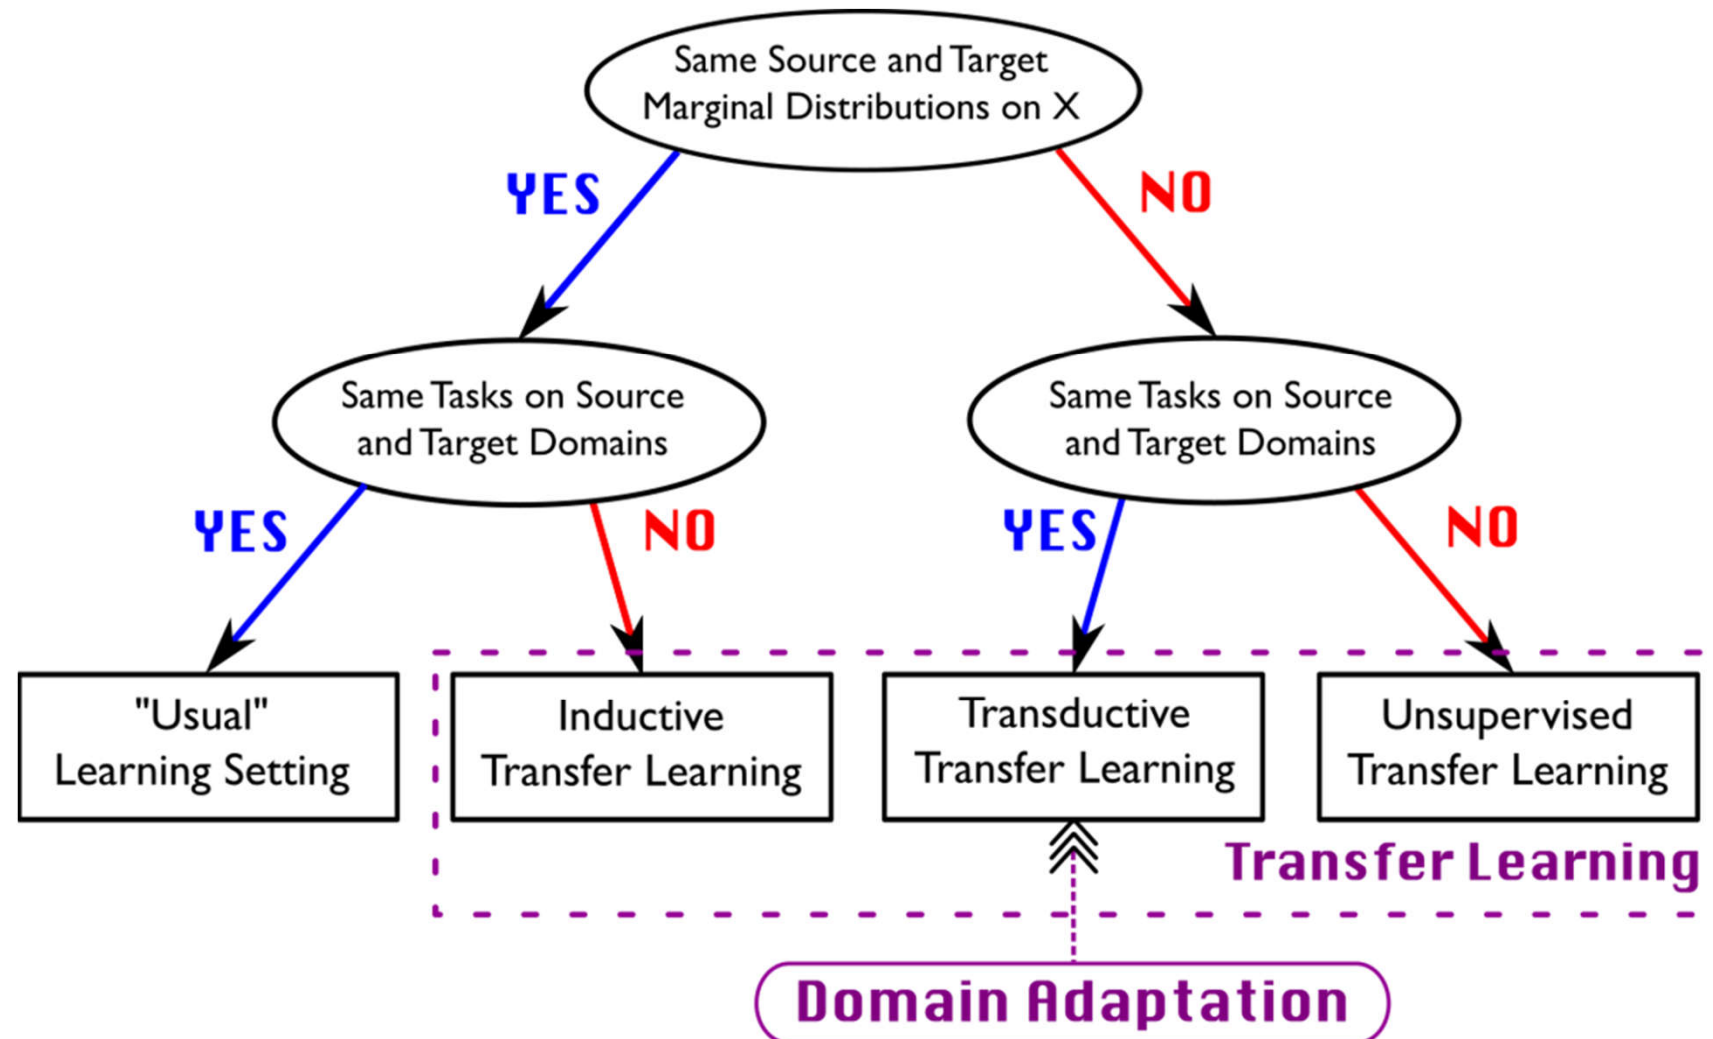 Same Source and Target
Marginal Distributions on X
YES
NO
Same Tasks on Source
and Target Domains
Same Tasks on Source
and Target Domains
YES
NO
YES
NO
"Usual"
Learning Setting
Inductive
Transfer Learning
Transductive
Transfer Learning
Unsupervised
Transfer Learning
Transfer Learning
Domain Adaptation